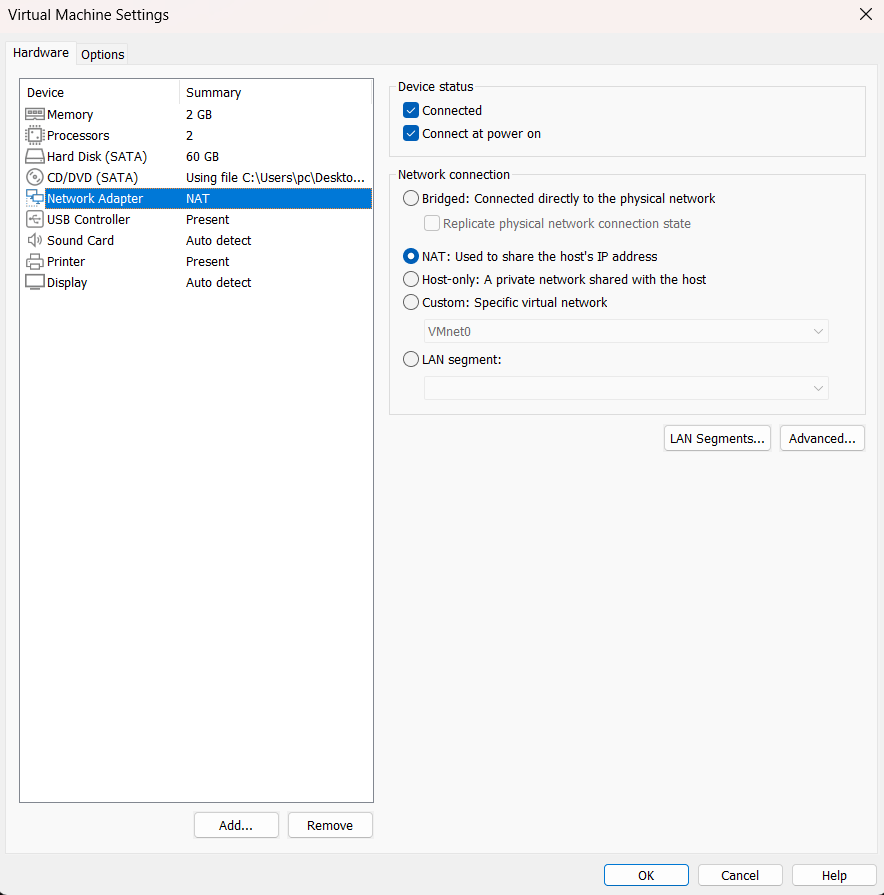 Virtual Machine Settings
Hardware Options
Device Summary
Memory 2 GB
Processors 2
Hard Disk (SATA) 60 GB
CD/DVD (SATA) Using file C:\Users\pc\Deskto...
Network Adapter NAT
USB Controller Present
Sound Card Auto detect
Printer Present
Display Auto detect
Add... Remove
Device status
Connected
Connect at power on
Network connection
Bridged: Connected directly to the physical network
Replicate physical network connection state
NAT: Used to share the host's IP address
Host-only: A private network shared with the host
Custom: Specific virtual network
VMnet0
LAN segment:
LAN Segments... Advanced...
OK Cancel Help